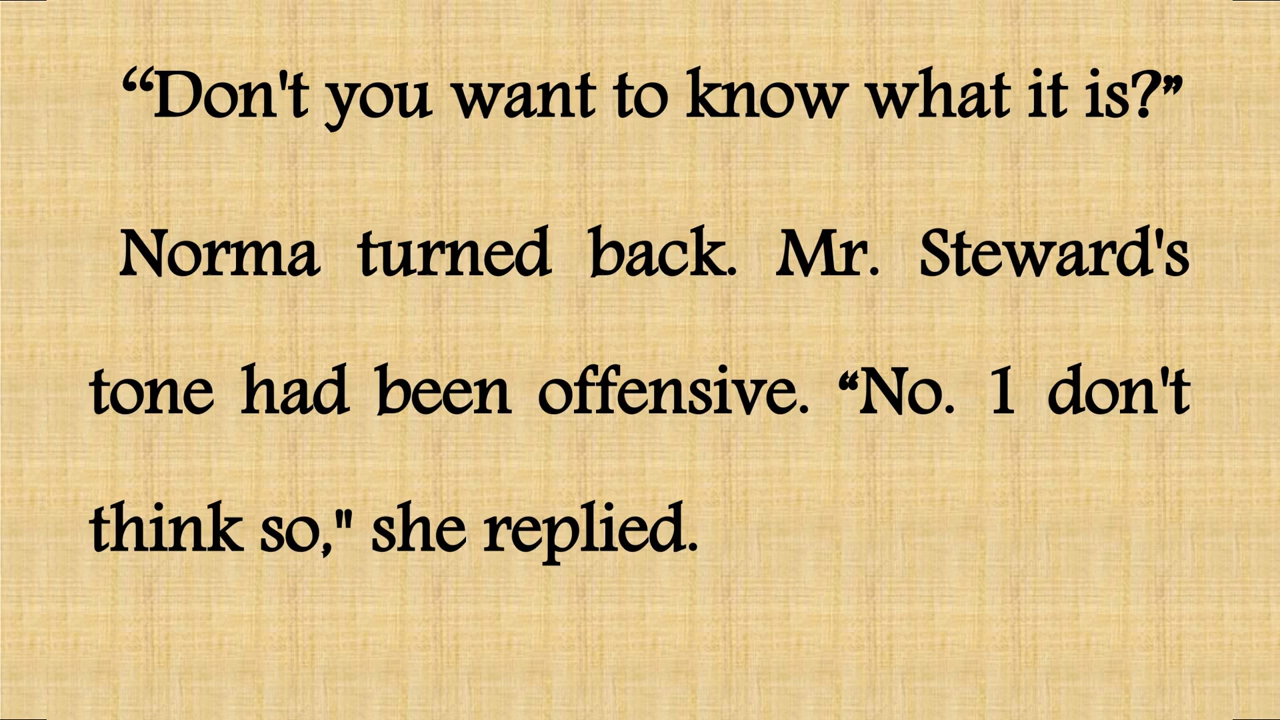 “Don't you want to know what it is?”
Norma turned back. Mr. Steward's
tone had been offensive. “No. 1 don't
think so," she replied.